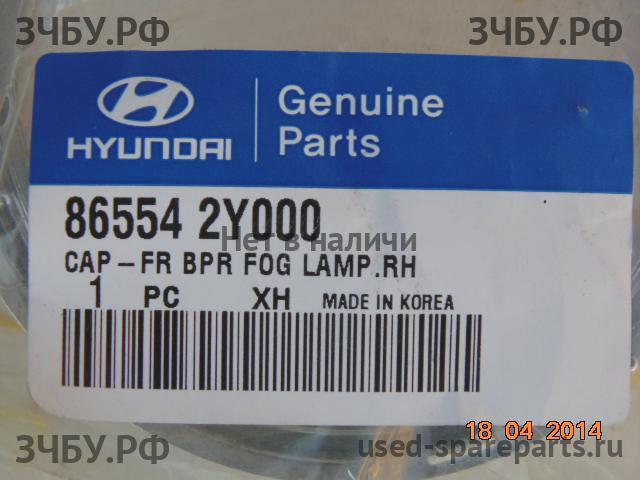 ЗЧБУ.РФ ЗЧБУ.РФ
HYUNDAI
Genuine
Parts
86554 2Y000
Нет в наличи
CAP-FR BPR FOG LAMP.RH
1 PC XH MADE IN KOREA
18 04 2014
ЗЧБУ.РФ used-spareparts.ru